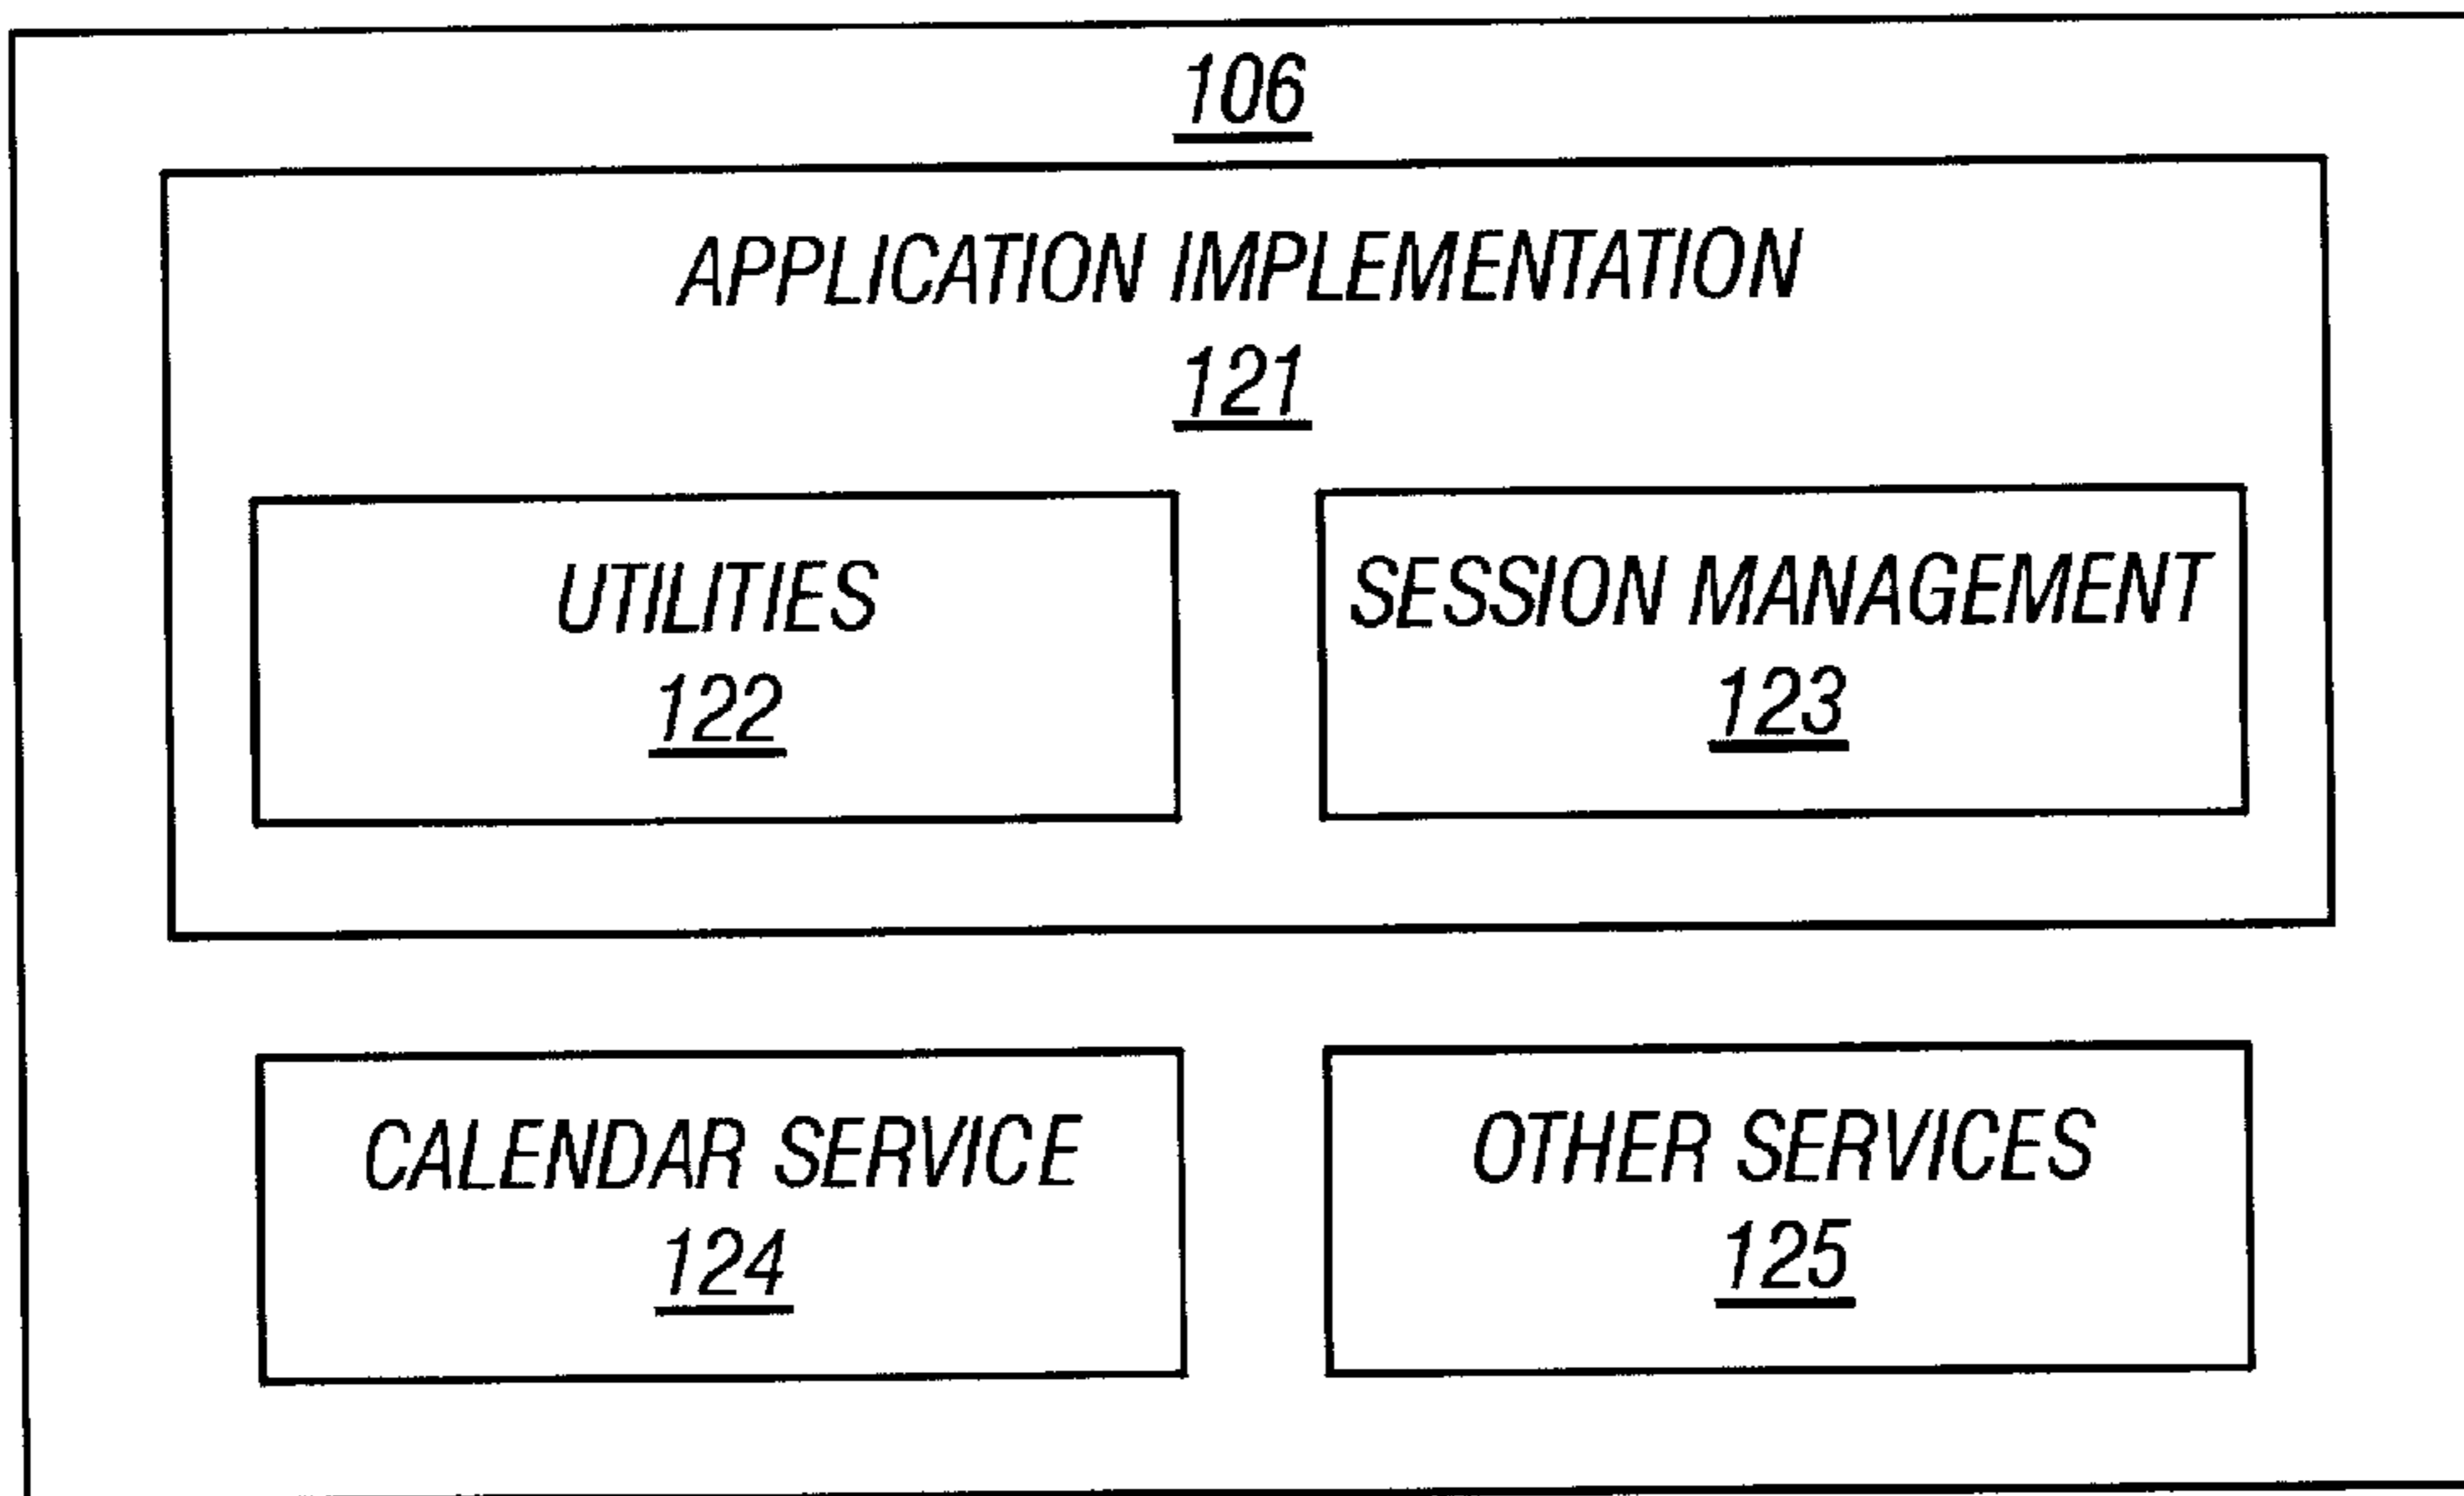 106
APPLICATION IMPLEMENTATION
121
UTILITIES
122
SESSION MANAGEMENT
123
CALENDAR SERVICE
124
OTHER SERVICES
125